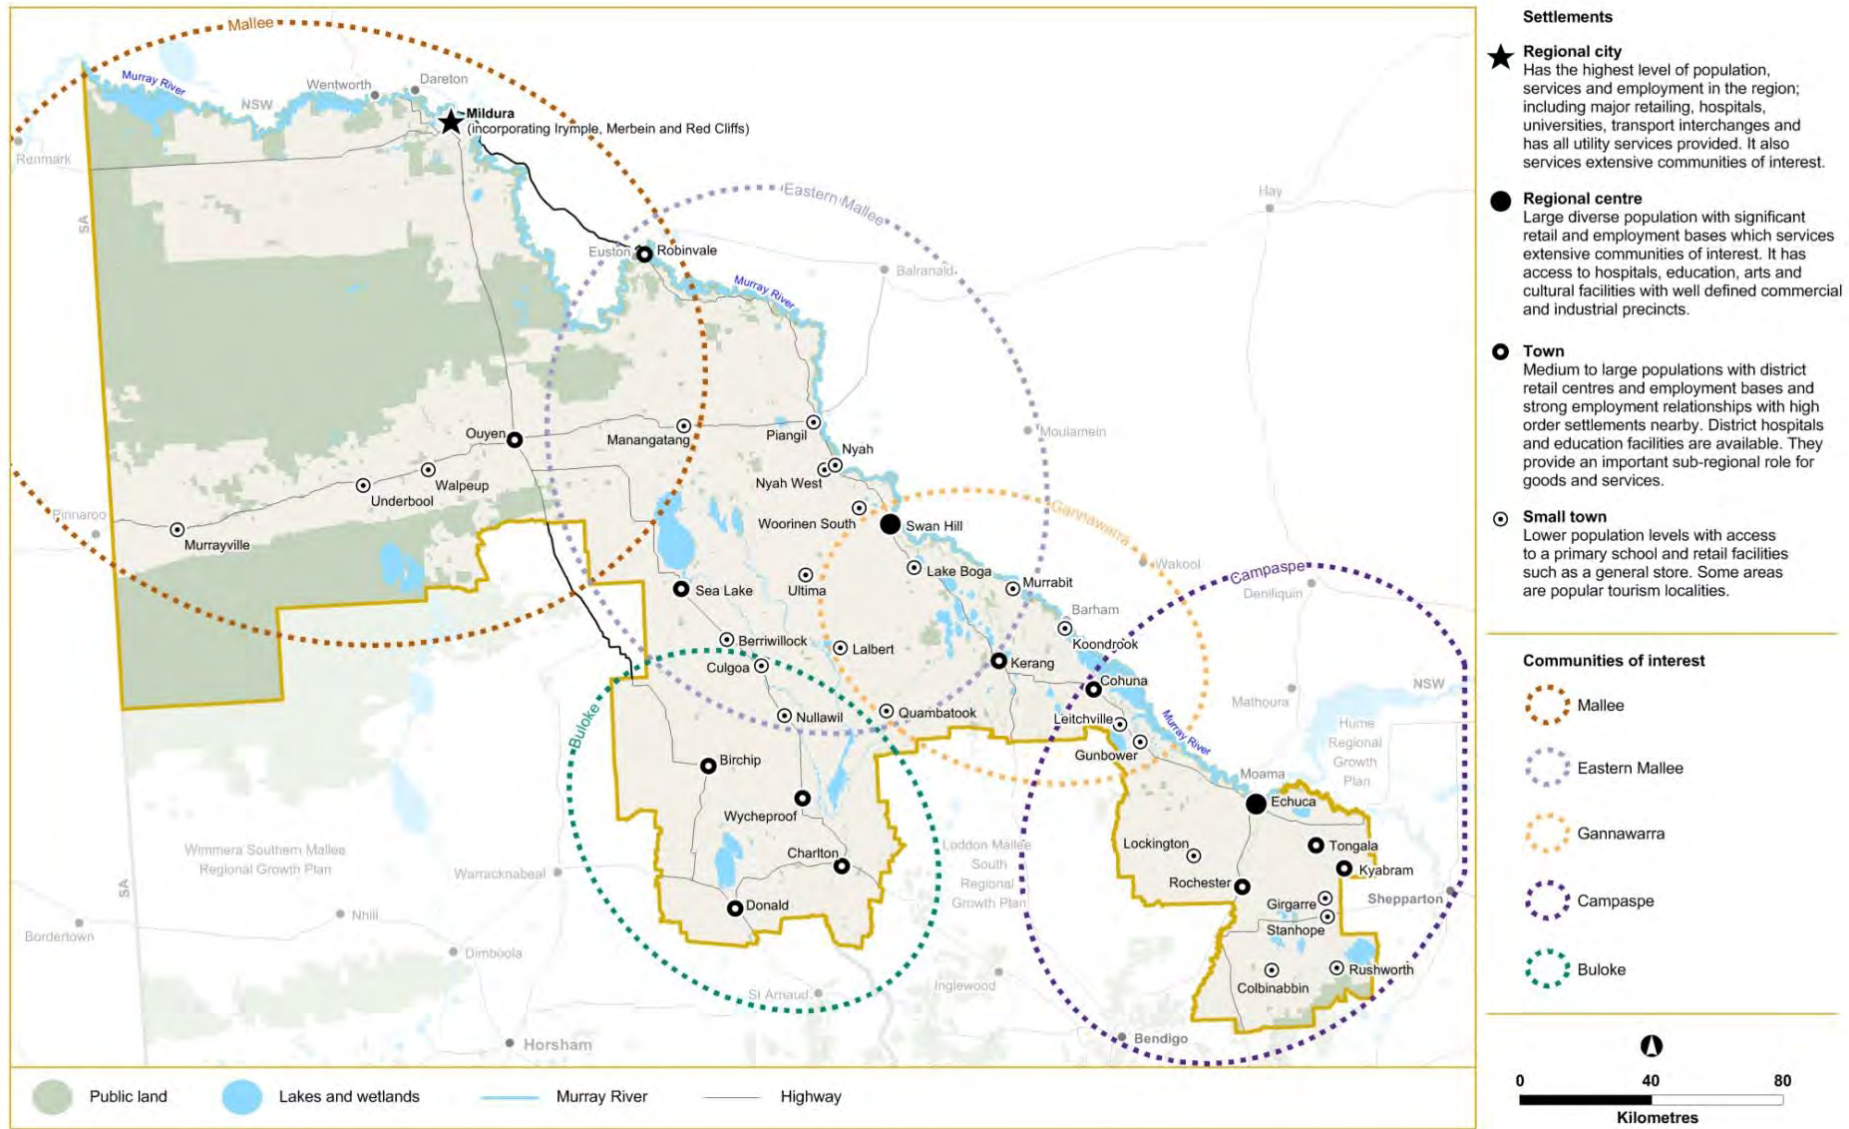 Mallee
Murray River
Wentworth
Dareton
NSW
Mildura
(incorporating Irymple, Merbein and Red Cliffs)
Renmark
SA
Eastern Mallee
Hay
Euston
Robinvale
Balranald
Murray River
Ouyen
Manangatang
Piangil
Moulamein
Nyah
Nyah West
Walpeup
Underbool
Pinnaroo
Murrayville
Woorinen South
Swan Hill
Gannawarra
Wakool
Campaspe
Lake Boga
Murrabit
Deniliquin
Sea Lake
Ultima
Barham
Koondrook
Berriwillock
Lalbert
Culgoa
Kerang
Cohuna
NSW
Mathoura
Buloke
Nullawil
Quambatook
Leitchville
Murray River
Gunbower
Hume
Regional
Growth
Plan
Birchip
Moama
Echuca
Wycheproof
Wimmera Southern Mallee
Regional Growth Plan
Charlton
Loddon Mallee
South
Regional
Growth Plan
Lockington
Tongala
Kyabram
Warracknabeal
Rochester
Girgarre
Shepparton
SA
Donald
Stanhope
Nhill
Bordertown
Dimboola
Rushworth
Colbinabbin
St Arnaud
Inglewood
Horsham
Bendigo
Public land
Lakes and wetlands
Murray River
Highway
Settlements
Regional city
Has the highest level of population,
services and employment in the region;
including major retailing, hospitals,
universities, transport interchanges and
has all utility services provided. It also
services extensive communities of interest.
Regional centre
Large diverse population with significant
retail and employment bases which services
extensive communities of interest. It has
access to hospitals, education, arts and
cultural facilities with well defined commercial
and industrial precincts.
Town
Medium to large populations with district
retail centres and employment bases and
strong employment relationships with high
order settlements nearby. District hospitals
and education facilities are available. They
provide an important sub-regional role for
goods and services.
Small town
Lower population levels with access
to a primary school and retail facilities
such as a general store. Some areas
are popular tourism localities.
Communities of interest
Mallee
Eastern Mallee
Gannawarra
Campaspe
Buloke
0 40 80
Kilometres